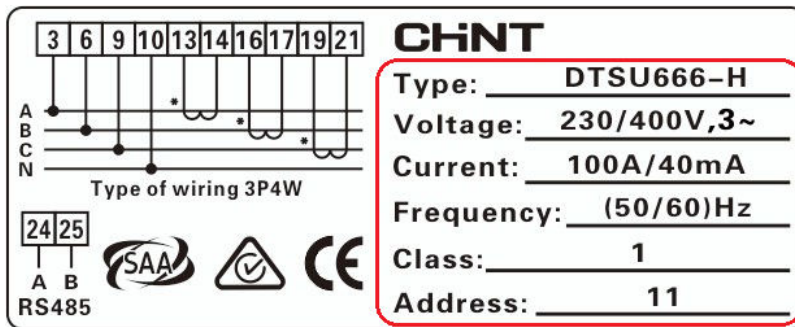 3 6 9 10 13 14 16 17 19 21
* * *
A
B
C
N
Type of wiring 3P4W
24 25
A B
RS485
SAA
CE
CHNT
Type: DTSU666-H
Voltage: 230/400V,3~
Current: 100A/40mA
Frequency: (50/60)Hz
Class: 1
Address: 11